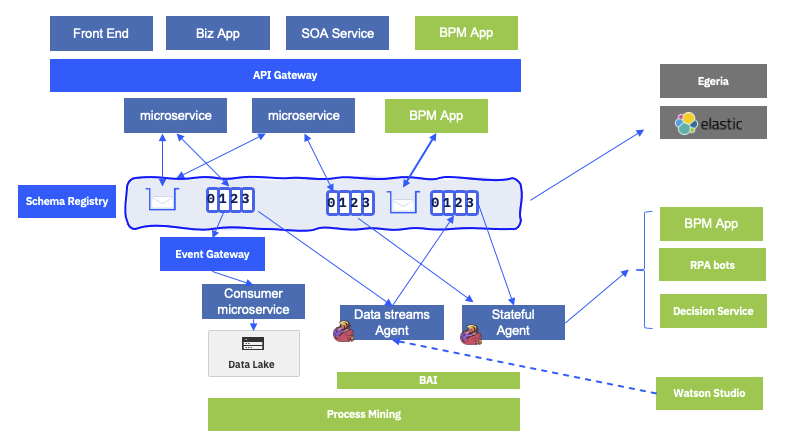 Front End
Biz App
SOA Service
BPM App
API Gateway
Egeria
elastic
microservice
microservice
BPM App
Schema Registry
0 1 2 3
0 1 2 3
0 1 2 3
Event Gateway
BPM App
RPA bots
Decision Service
Consumer
microservice
Data streams
Agent
Stateful
Agent
Data Lake
BAI
Watson Studio
Process Mining